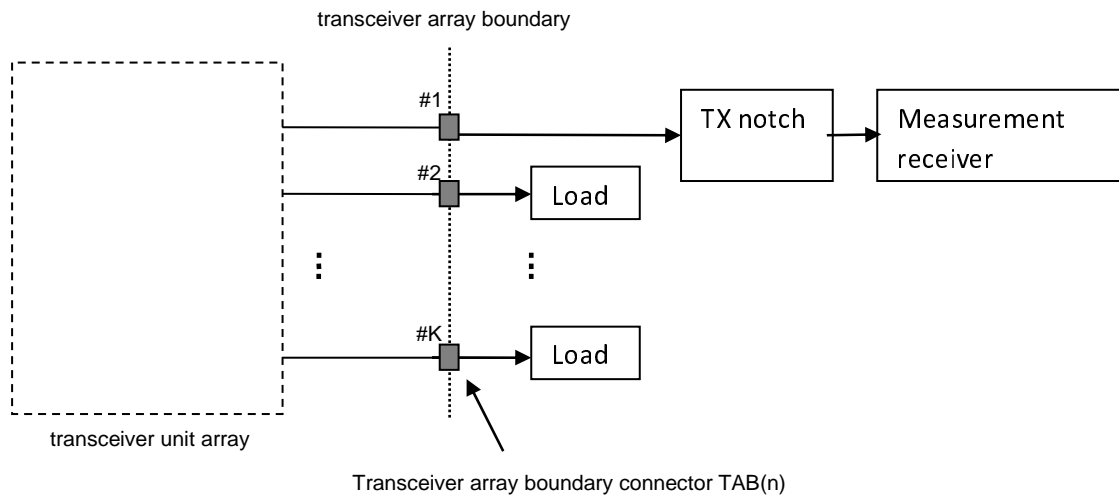 transceiver array boundary
#1
TX notch
Measurement
receiver
#2
Load
#K
Load
transceiver unit array
Transceiver array boundary connector TAB(n)